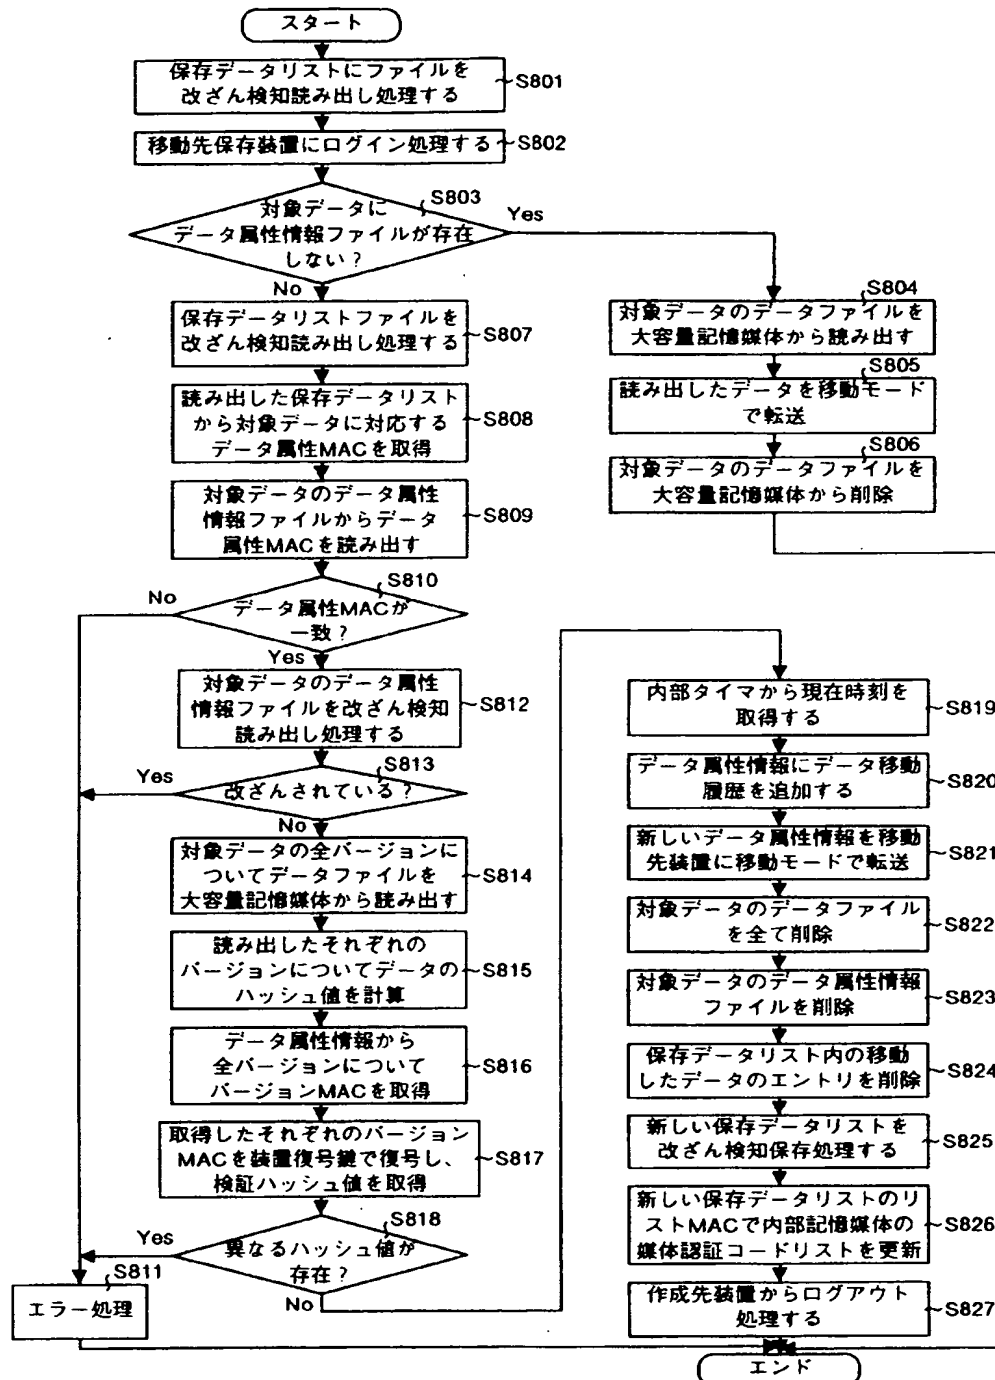 スタート
保存データリストにファイルを
改ざん検知読み出し処理する
S801
移動先保存装置にログイン処理する
S802
S803
対象データに
データ属性情報ファイルが存在
しない？
Yes
No
S804
対象データのデータファイルを
大容量記憶媒体から読み出す
S805
読み出したデータを移動モード
で転送
S806
対象データのデータファイルを
大容量記憶媒体から削除
保存データリストファイルを
改ざん検知読み出し処理する
S807
読み出した保存データリスト
から対象データに対応する
データ属性MACを取得
S808
対象データのデータ属性
情報ファイルからデータ
属性MACを読み出す
S809
S810
No
データ属性MACが
一致？
Yes
対象データのデータ属性
情報ファイルを改ざん検知
読み出し処理する
S812
S813
Yes
改ざんされている？
No
対象データの全バージョンに
ついてデータファイルを
大容量記憶媒体から読み出す
S814
読み出したそれぞれの
バージョンについてデータの
ハッシュ値を計算
S815
データ属性情報から
全バージョンについて
バージョンMACを取得
S816
取得したそれぞれのバージョン
MACを装置復号鍵で復号し、
検証ハッシュ値を取得
S817
S818
Yes
異なるハッシュ値が
存在？
No
S811
エラー処理
内部タイマから現在時刻を
取得する
S819
データ属性情報にデータ移動
履歴を追加する
S820
新しいデータ属性情報を移動
先装置に移動モードで転送
S821
対象データのデータファイル
を全て削除
S822
対象データのデータ属性情報
ファイルを削除
S823
保存データリスト内の移動
したデータのエントリを削除
S824
新しい保存データリストを
改ざん検知保存処理する
S825
新しい保存データリストのリ
ストMACで内部記憶媒体の
媒体認証コードリストを更新
S826
作成先装置からログアウト
処理する
S827
エンド